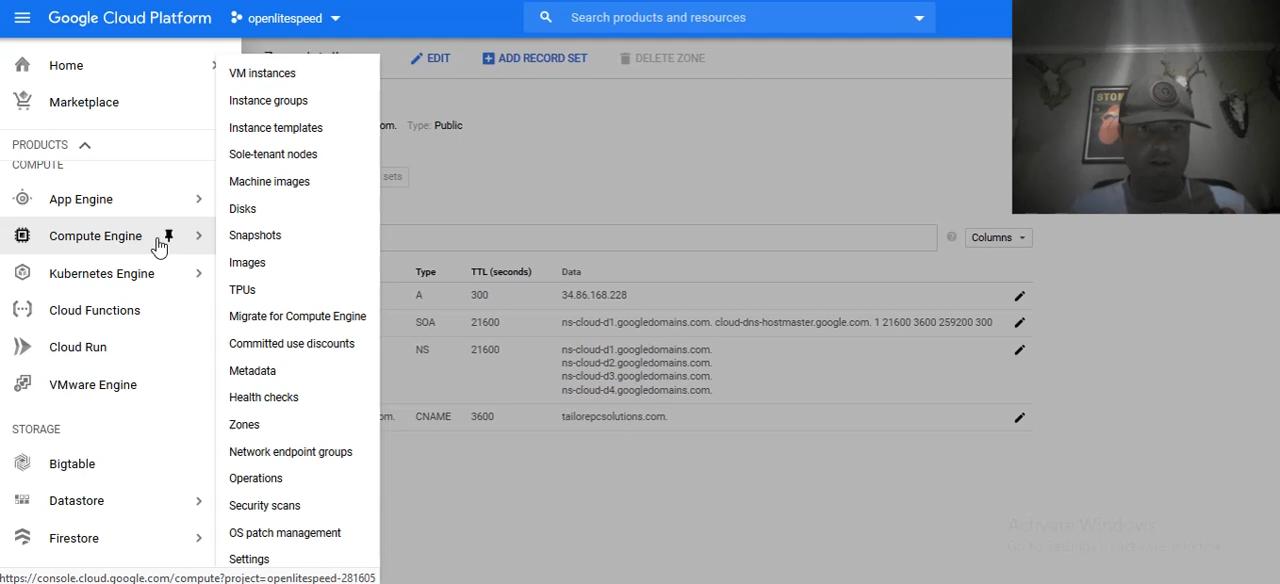 Google Cloud Platform
openlitespeed
Search products and resources
Home
Marketplace
PRODUCTS
COMPUTE
App Engine
Compute Engine
Kubernetes Engine
Cloud Functions
Cloud Run
VMware Engine
STORAGE
Bigtable
Datastore
Firestore
VM instances
Instance groups
Instance templates
Sole-tenant nodes
Machine images
Disks
Snapshots
Images
TPUs
Migrate for Compute Engine
Committed use discounts
Metadata
Health checks
Zones
Network endpoint groups
Operations
Security scans
OS patch management
Settings
https://console.cloud.google.com/compute?project=openlitespeed-281605
EDIT
ADD RECORD SET
DELETE ZONE
om. Type: Public
sets
Columns
Type TTL (seconds) Data
A 300 34.86.168.228
SOA 21600 ns-cloud-d1.googledomains.com. cloud-dns-hostmaster.google.com. 1 21600 3600 259200 300
NS 21600 ns-cloud-d1.googledomains.com.
ns-cloud-d2.googledomains.com.
ns-cloud-d3.googledomains.com.
ns-cloud-d4.googledomains.com.
om. CNAME 3600 tailorepcsolutions.com.
STON
Activate Windows